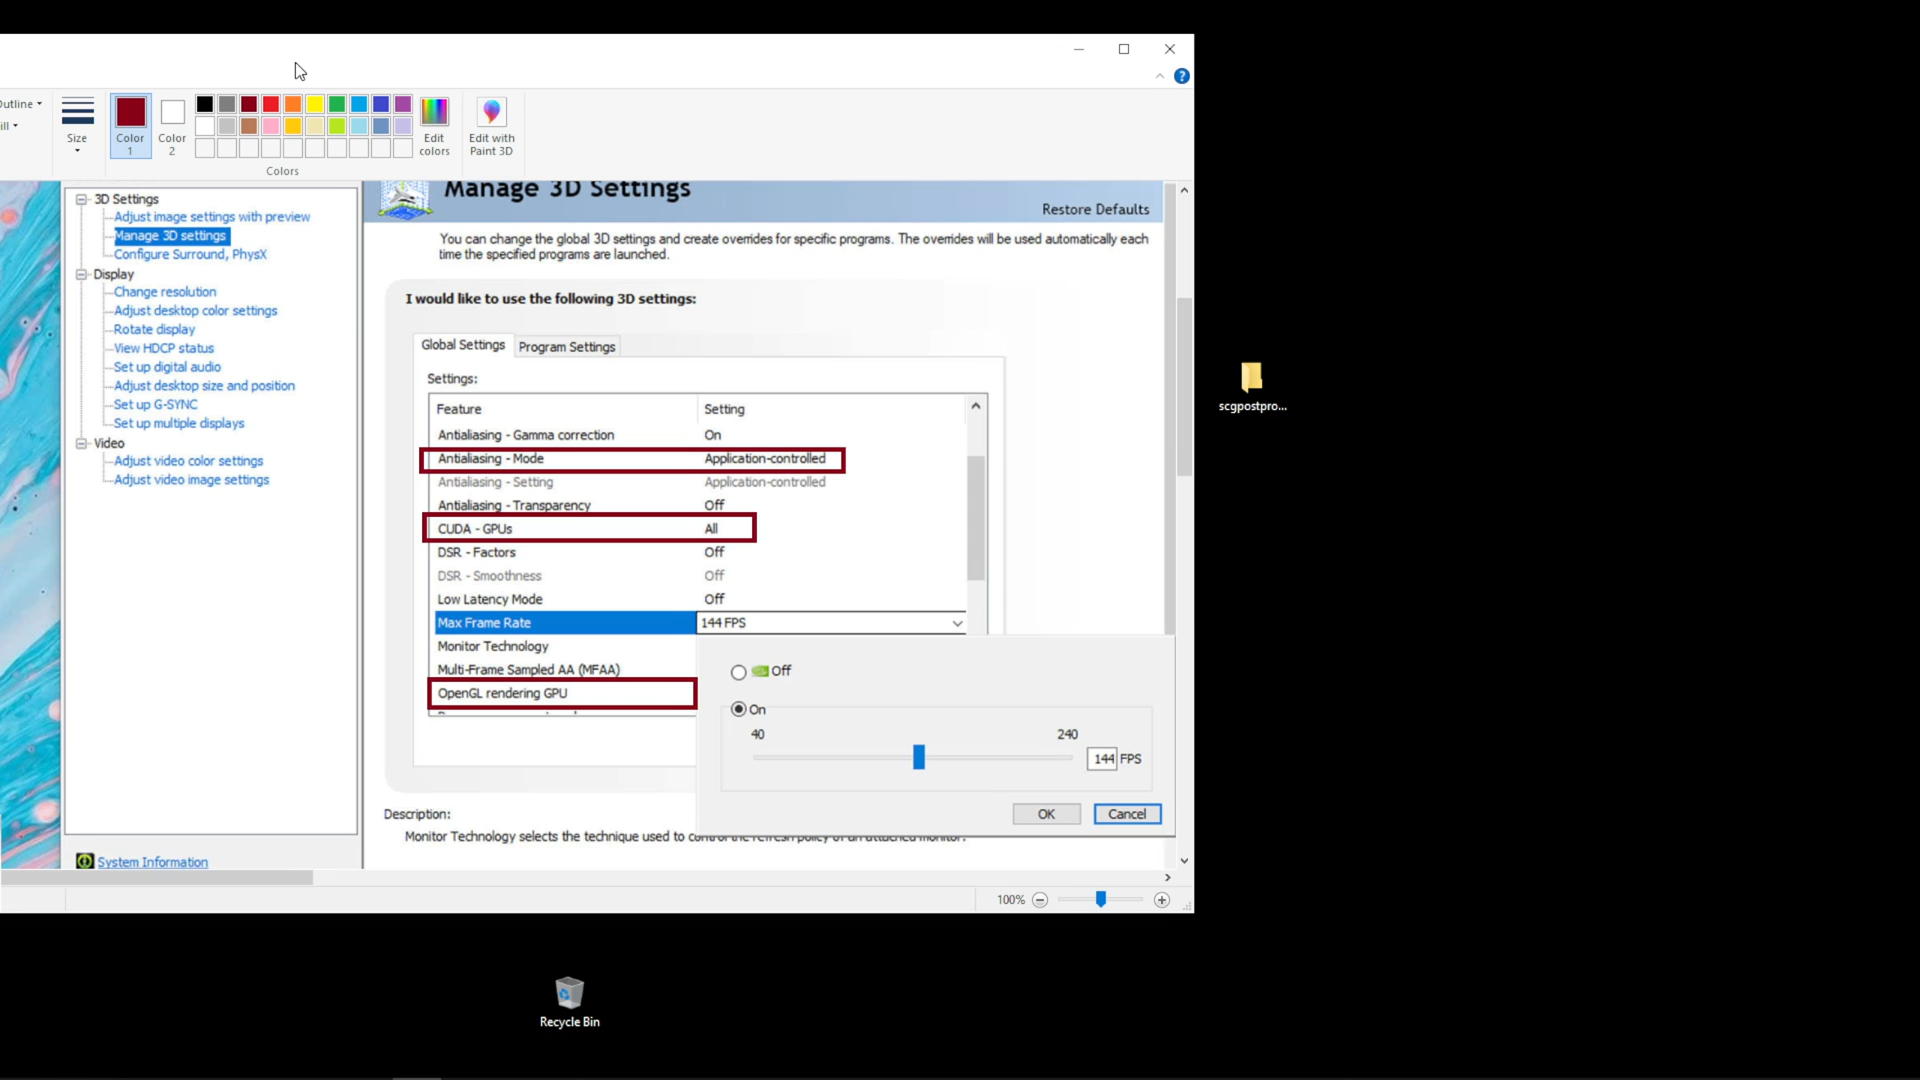 Outline
ill
Size
Color
1
Color
2
Edit
colors
Edit with
Paint 3D
Colors
3D Settings
Adjust image settings with preview
Manage 3D settings
Configure Surround, PhysX
Display
Change resolution
Adjust desktop color settings
Rotate display
View HDCP status
Set up digital audio
Adjust desktop size and position
Set up G-SYNC
Set up multiple displays
Video
Adjust video color settings
Adjust video image settings
System Information
Manage 3D Settings
Restore Defaults
You can change the global 3D settings and create overrides for specific programs. The overrides will be used automatically each
time the specified programs are launched.
I would like to use the following 3D settings:
Global Settings Program Settings
Settings:
Feature Setting
Antialiasing - Gamma correction On
Antialiasing - Mode Application-controlled
Antialiasing - Setting Application-controlled
Antialiasing - Transparency Off
CUDA - GPUs All
DSR - Factors Off
DSR - Smoothness Off
Low Latency Mode Off
Max Frame Rate 144 FPS
Monitor Technology
Multi-Frame Sampled AA (MFAA)
OpenGL rendering GPU
Off
On
40 240
144 FPS
OK Cancel
Description:
Monitor Technology selects the technique used to control the refresh policy of an attached monitor.
100%
scgpostpro...
Recycle Bin